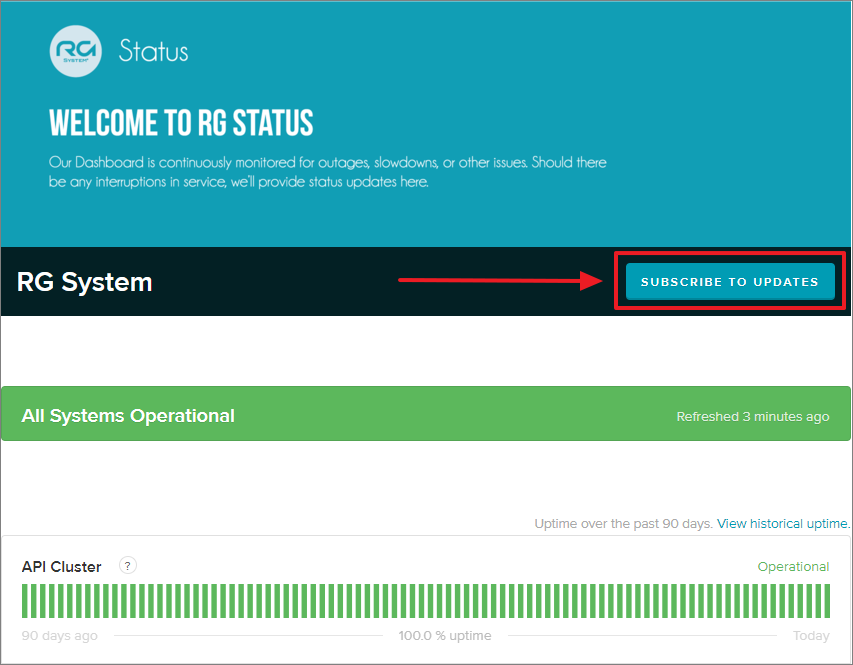 RG
SYSTEM
Status
WELCOME TO RG STATUS
Our Dashboard is continuously monitored for outages, slowdowns, or other issues. Should there
be any interruptions in service, we'll provide status updates here.
RG System
SUBSCRIBE TO UPDATES
All Systems Operational
Refreshed 3 minutes ago
Uptime over the past 90 days. View historical uptime.
API Cluster ?
Operational
90 days ago
100.0 % uptime
Today